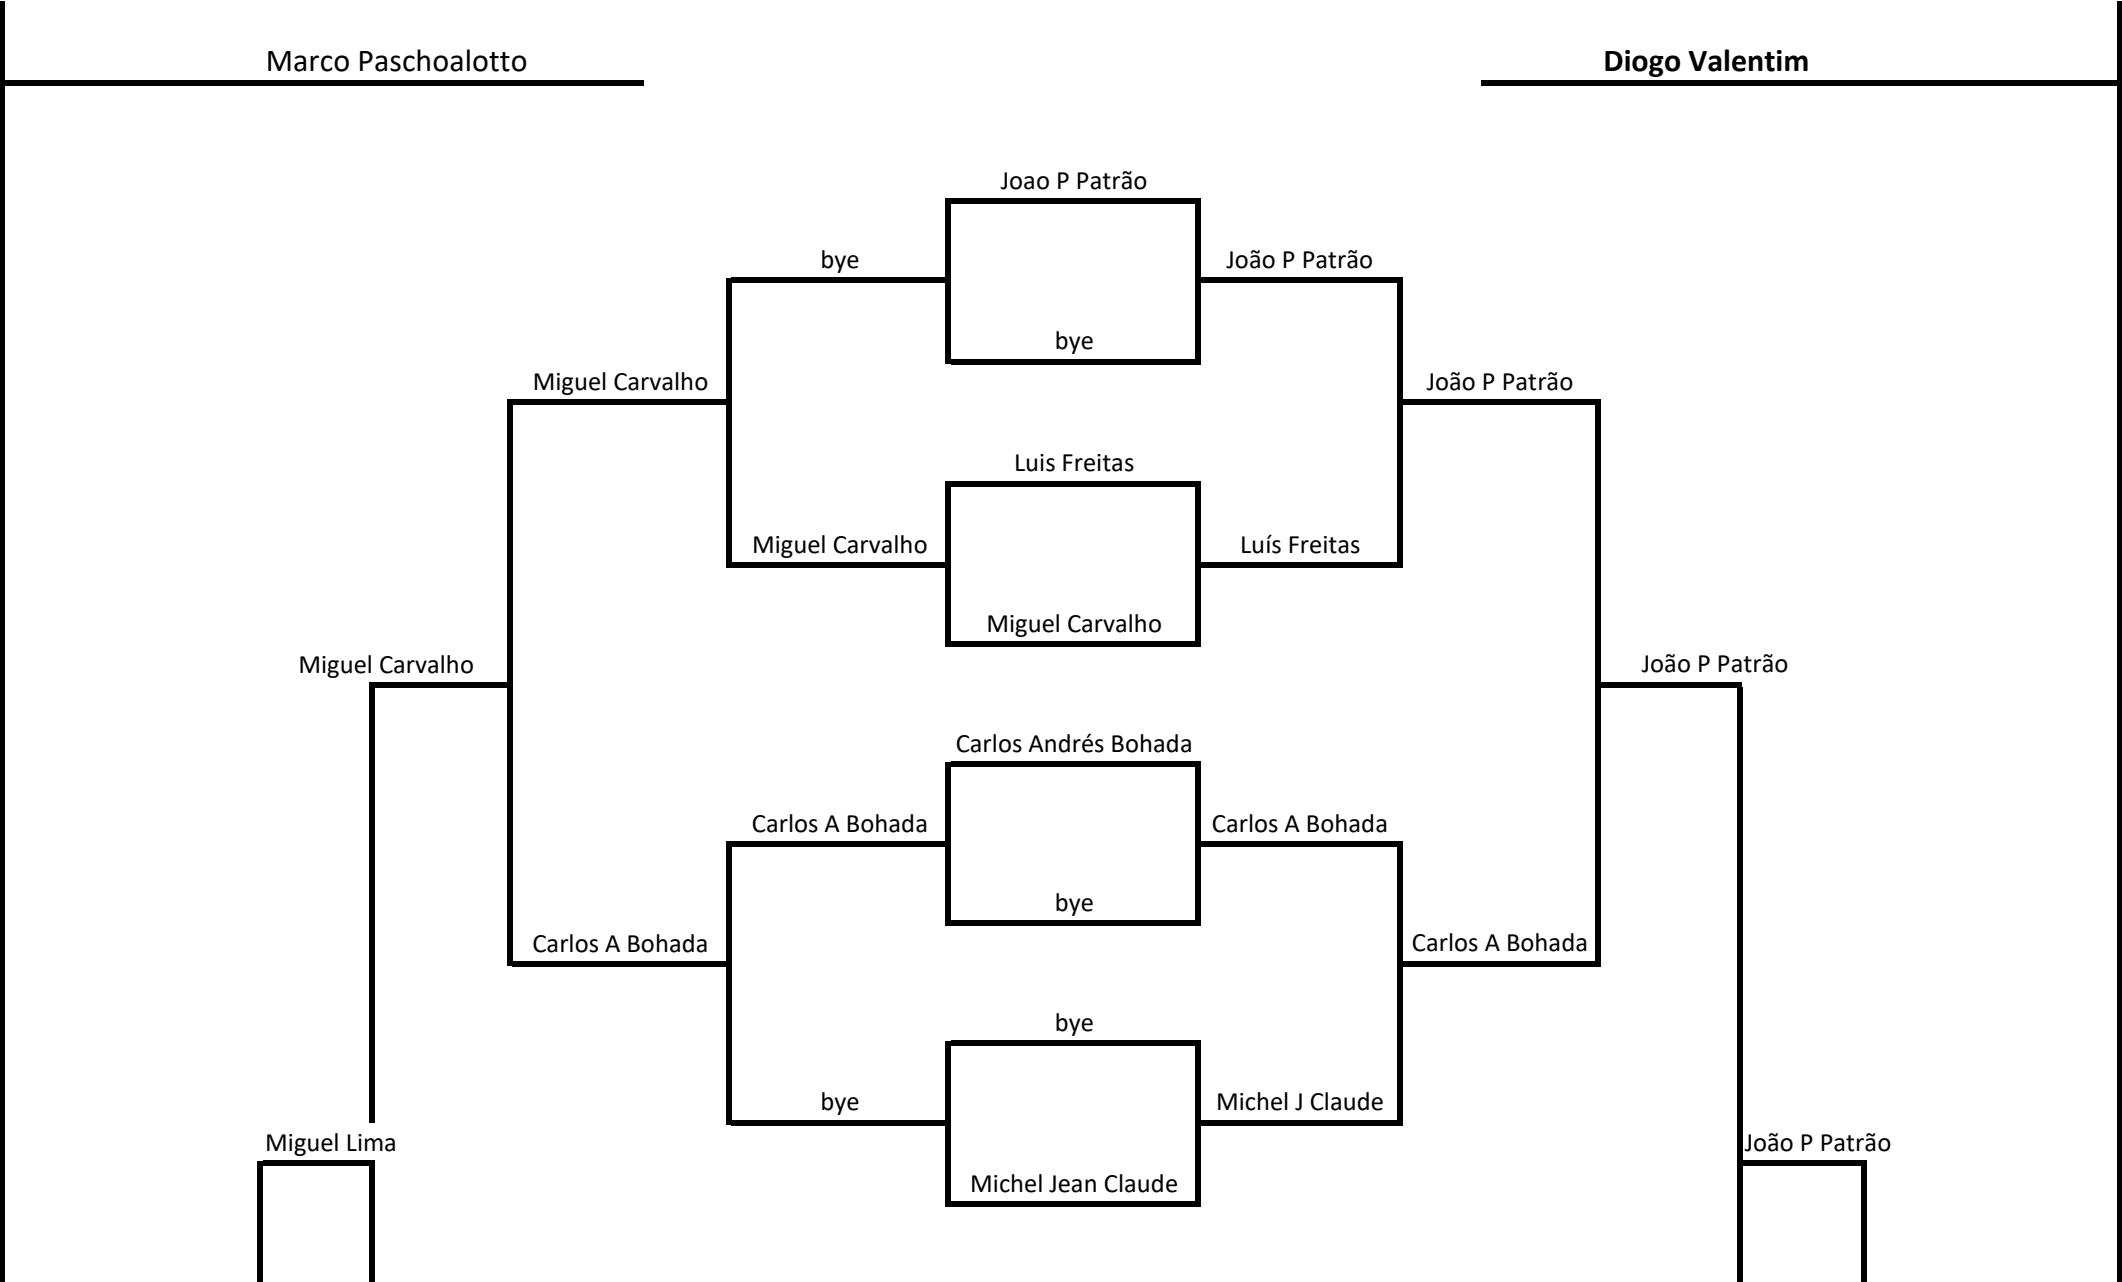 Marco Paschoalotto
Diogo Valentim
Joao P Patrão
bye
João P Patrão
bye
Miguel Carvalho
João P Patrão
Luis Freitas
Miguel Carvalho
Luís Freitas
Miguel Carvalho
Miguel Carvalho
João P Patrão
Carlos Andrés Bohada
Carlos A Bohada
Carlos A Bohada
bye
Carlos A Bohada
Carlos A Bohada
bye
bye
Michel J Claude
Miguel Lima
João P Patrão
Michel Jean Claude